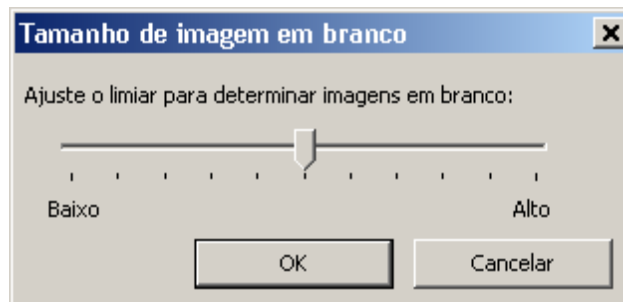 Tamanho de imagem em branco
Ajuste o limiar para determinar imagens em branco:
Baixo Alto
OK Cancelar